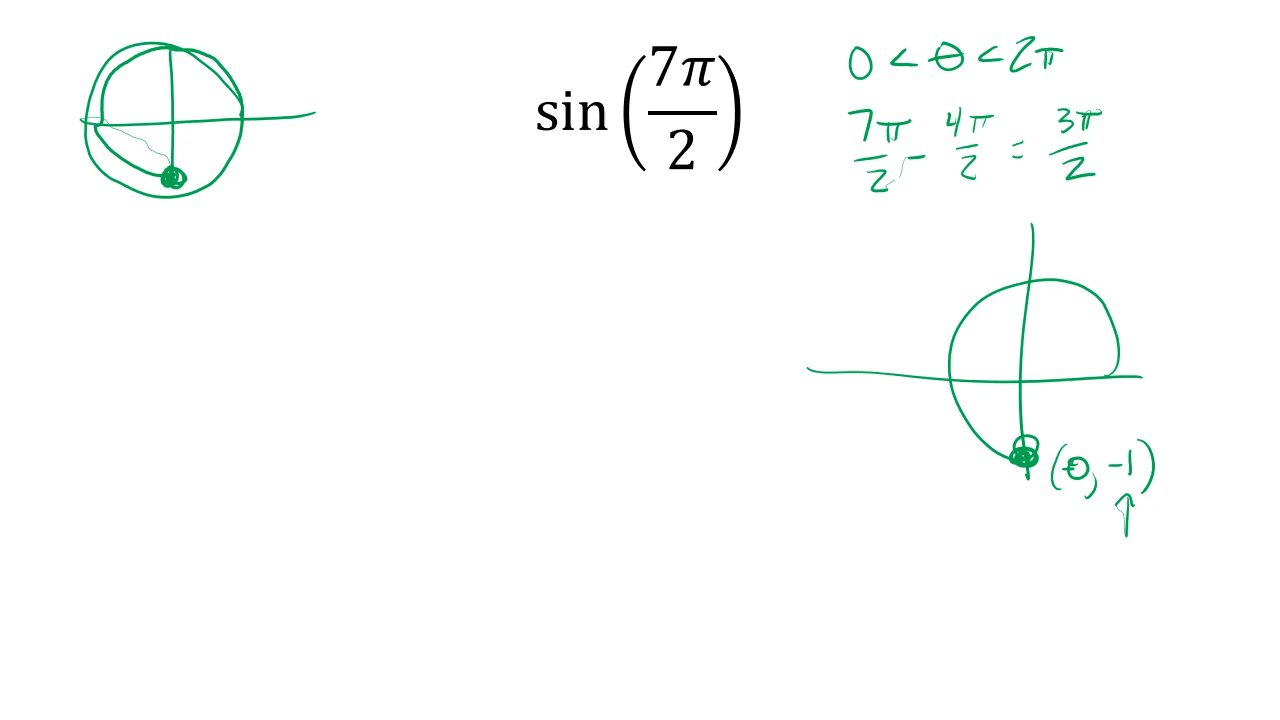 sin(7π/2)
0 < θ < 2π
7π/2 - 4π/2 = 3π/2
(0, -1)